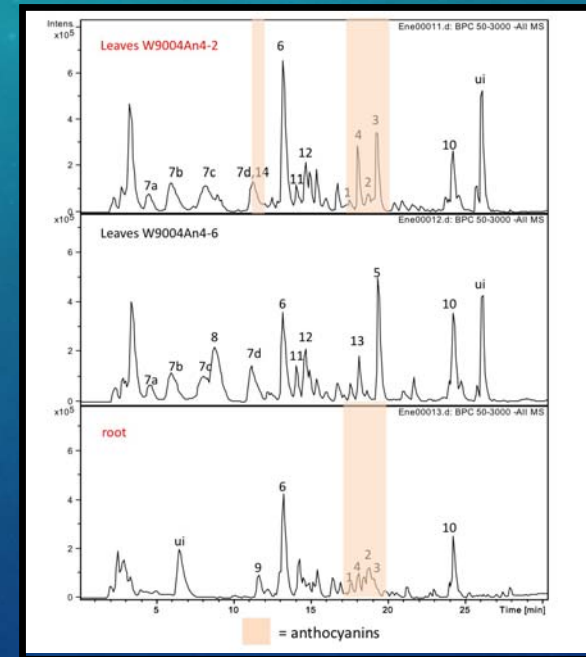 Intens.
x10⁵
Leaves W9004An4-2
Ene00011.d: BPC 50-3000 -All MS
6
4
2
0
7a
7b
7c
7d,14
6
11
12
1
4
2
3
10
ui
x10⁵
Leaves W9004An4-6
Ene00012.d: BPC 50-3000 -All MS
6
4
2
0
7a
7b
7c
8
7d
6
11
12
13
5
10
ui
x10⁵
root
Ene00013.d: BPC 50-3000 -All MS
6
4
2
0
ui
9
6
1
4
2
3
10
5
10
15
20
25
Time [min]
= anthocyanins